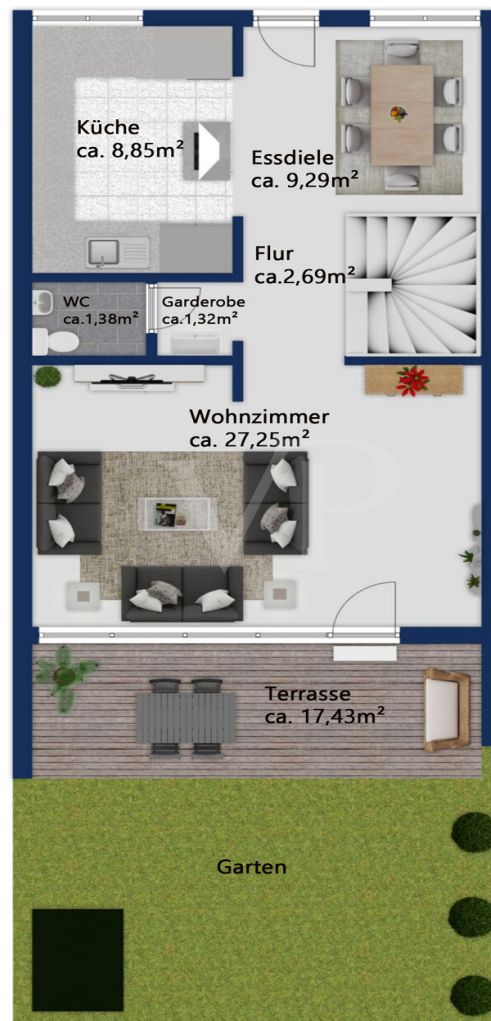 Küche
ca. 8,85m²
Essdiele
ca. 9,29m²
Flur
ca.2,69m²
WC
ca.1,38m²
Garderobe
ca.1,32m²
Wohnzimmer
ca. 27,25m²
VP
Terrasse
ca. 17,43m²
Garten